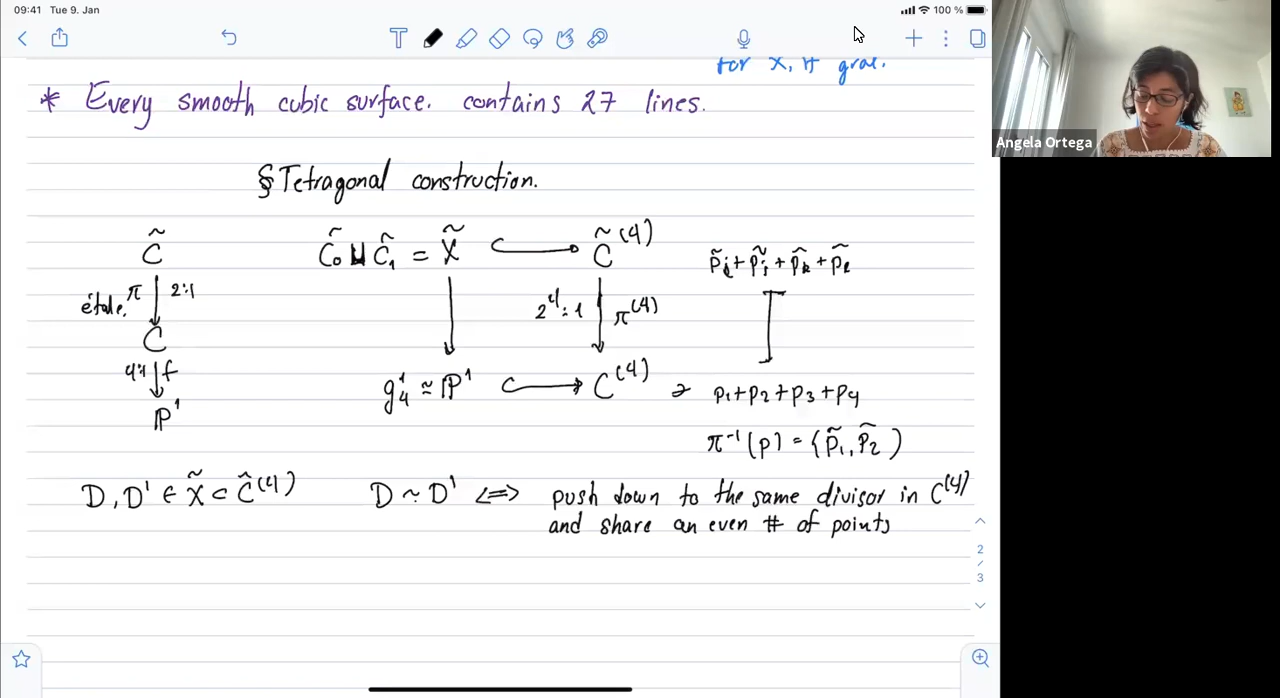 09:41 Tue 9. Jan 100 %
for X, if gral.
* Every smooth cubic surface. contains 27 lines.
Angela Ortega
§ Tetragonal construction.
C̃ C̃₀ ⊔ C̃₁ = X̃ ↪ C̃⁽⁴⁾ p̃ᵢ + p̃ⱼ + p̃ₖ + p̃ₗ
étale. π ↓ 2:1 2⁴:1 ↓ π⁽⁴⁾
C
4:1 ↓ f g¹₄ ≃ ℙ¹ ↪ C⁽⁴⁾ ∋ p₁ + p₂ + p₃ + p₄
ℙ¹
π⁻¹(p) = {p̃₁, p̃₂}
D, D' ∈ X̃ ⊂ C̃⁽⁴⁾ D ~ D' ⟺ push down to the same divisor in C⁽⁴⁾
and share an even # of points
2
/
3